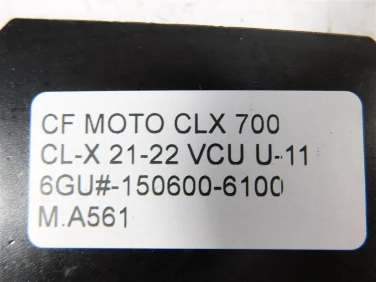 CF MOTO CLX 700
CL-X 21-22 VCU U-11
6GU#-150600-6100
M.A561